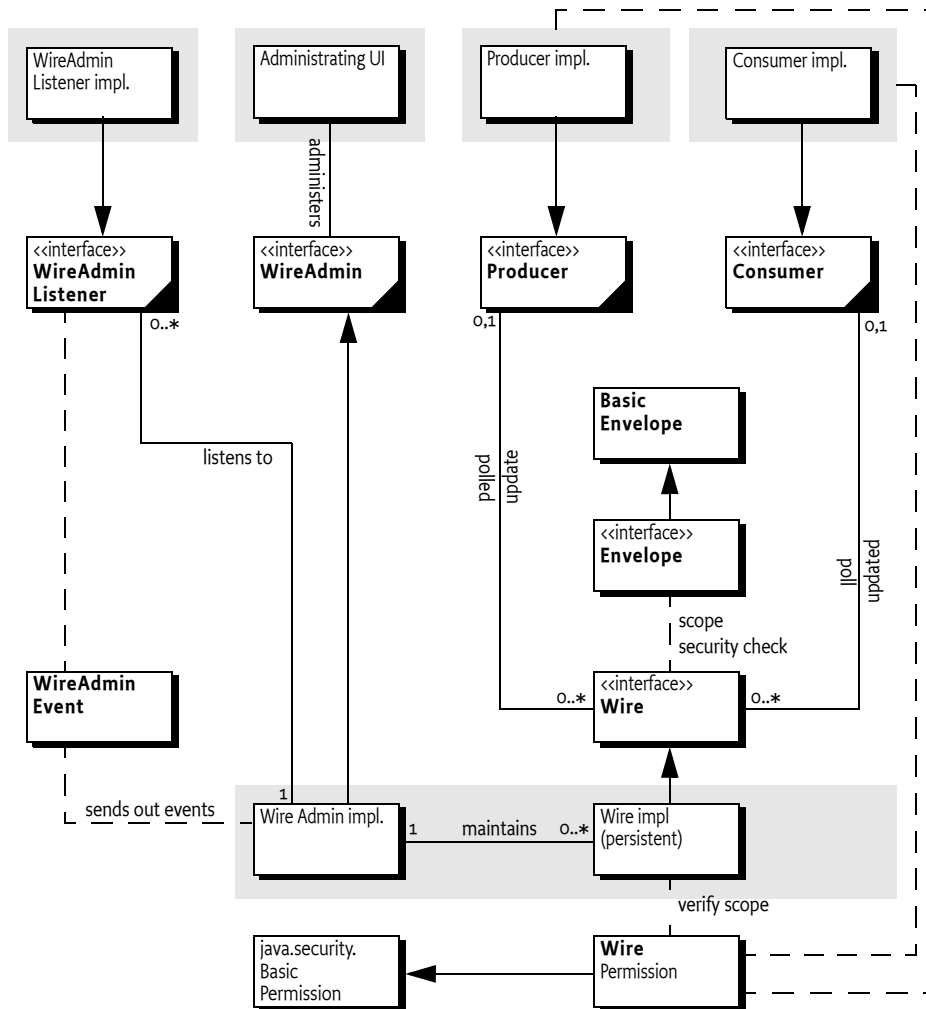 WireAdmin
Listener impl.
Administrating UI
Producer impl.
Consumer impl.
administers
<<interface>>
WireAdmin
Listener
<<interface>>
WireAdmin
<<interface>>
Producer
<<interface>>
Consumer
0..*
0,1
0,1
Basic
Envelope
listens to
polled
update
<<interface>>
Envelope
poll
updated
scope
security check
WireAdmin
Event
<<interface>>
Wire
0..*
0..*
1
sends out events
Wire Admin impl.
1
maintains
0..*
Wire impl
(persistent)
verify scope
java.security.
Basic
Permission
Wire
Permission